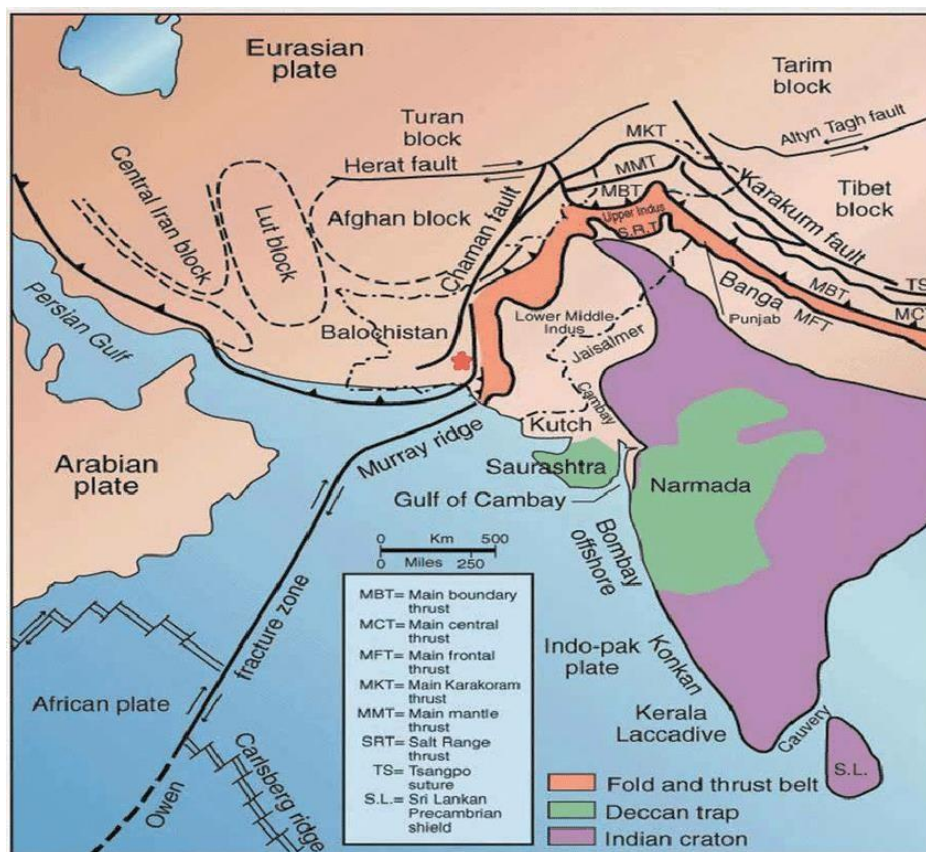 Eurasian
plate
Tarim
block
Turan
block
MKT
Altyn Tagh fault
Herat fault
MMT
Central Iran block
Lut block
Afghan block
Chaman fault
MBT
Karakurm fault
Tibet
block
Upper Indus
S.R.T
TS
Persian Gulf
Balochistan
Lower Middle
Indus
Banga
Punjab
MBT
MFT
MCT
Jaisalmer
Cambay
Kutch
Arabian
plate
Murray ridge
Saurashtra
Narmada
Gulf of Cambay
Km
0 500
0 250
Miles
Bombay
offshore
MBT= Main boundary
thrust
MCT= Main central
thrust
MFT= Main frontal
thrust
MKT= Main Karakoram
thrust
MMT= Main mantle
thrust
SRT= Salt Range
thrust
TS= Tsangpo
suture
S.L.= Sri Lankan
Precambrian
shield
fracture zone
Owen
African plate
Carlsberg ridge
Indo-pak
plate
Konkan
Kerala
Laccadive
Cauvery
S.L.
Fold and thrust belt
Deccan trap
Indian craton